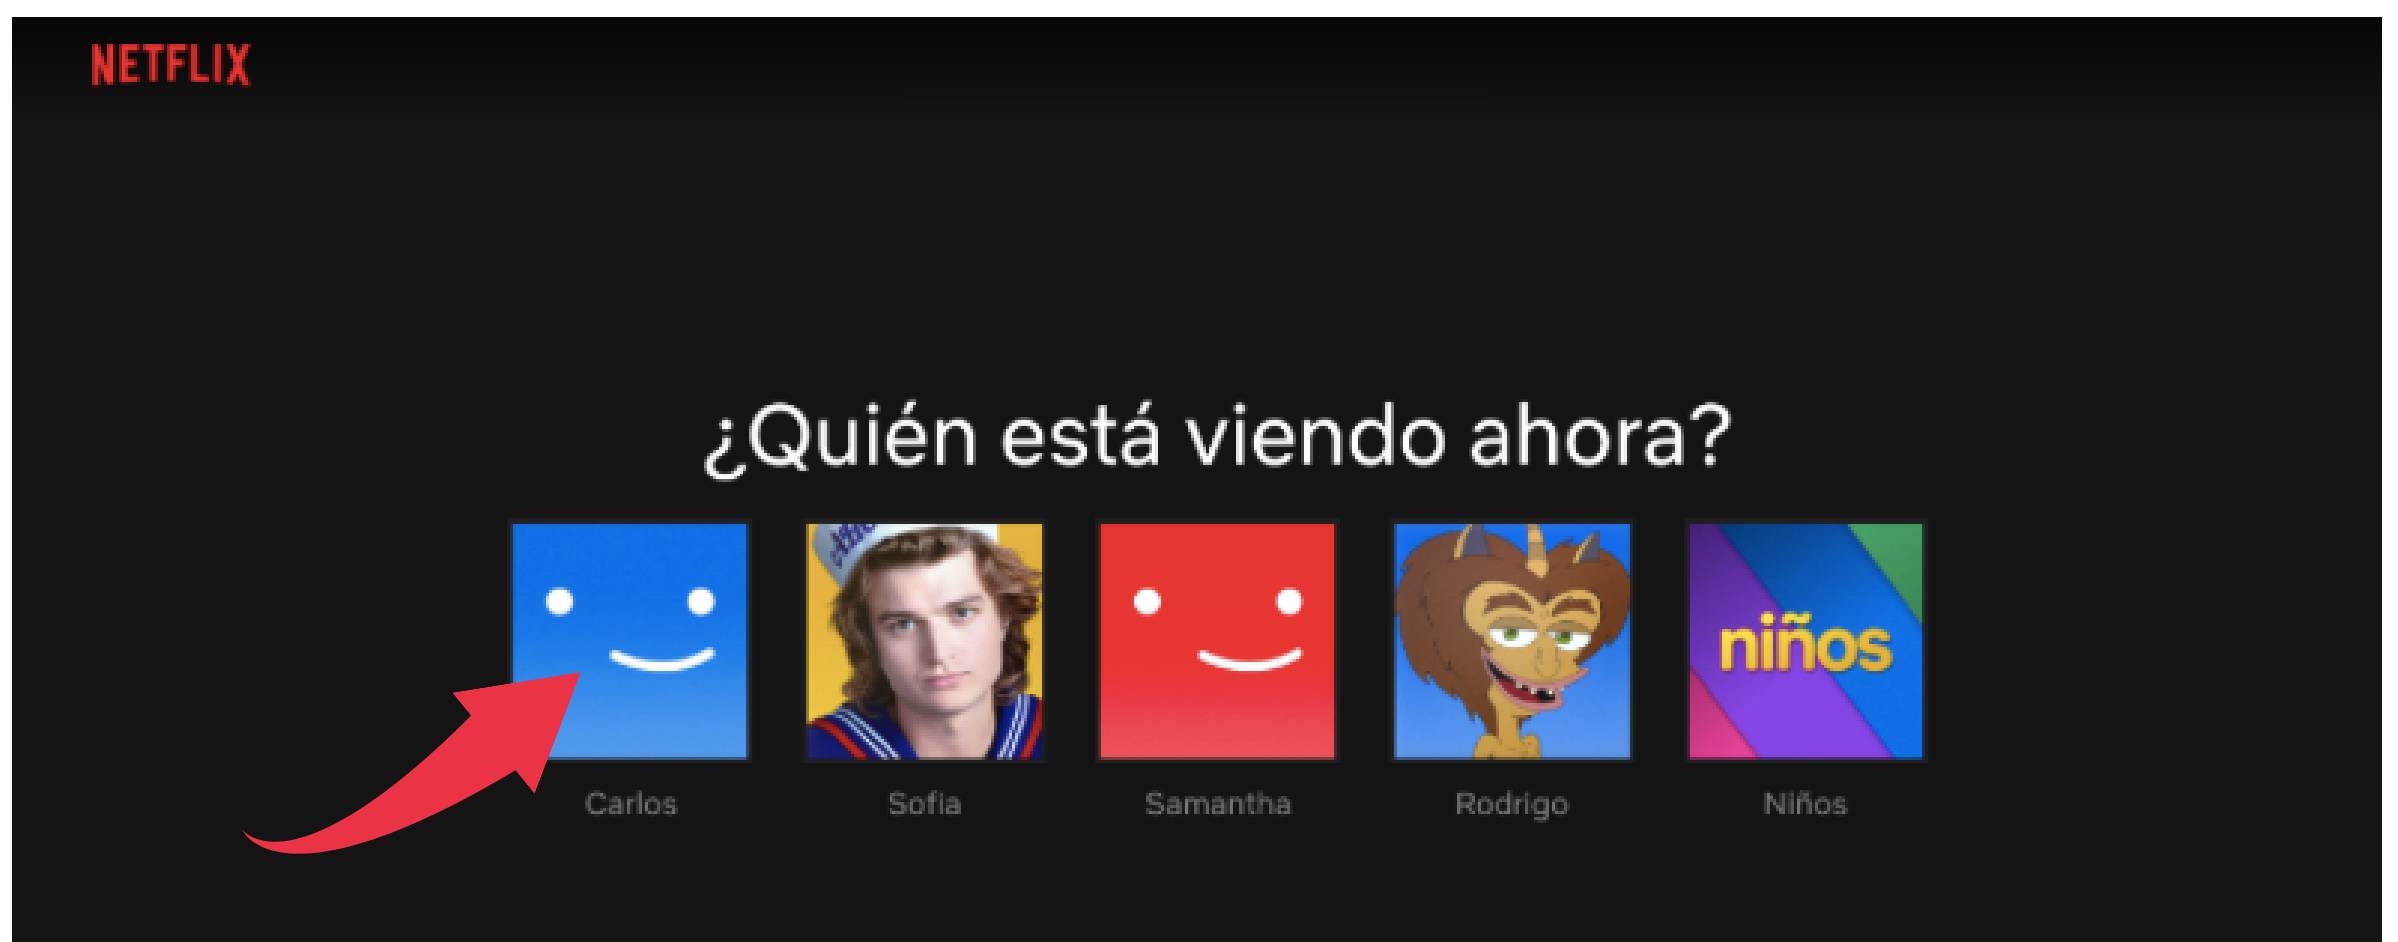 NETFLIX
¿Quién está viendo ahora?
niños
Carlos
Sofia
Samantha
Rodrigo
Niños